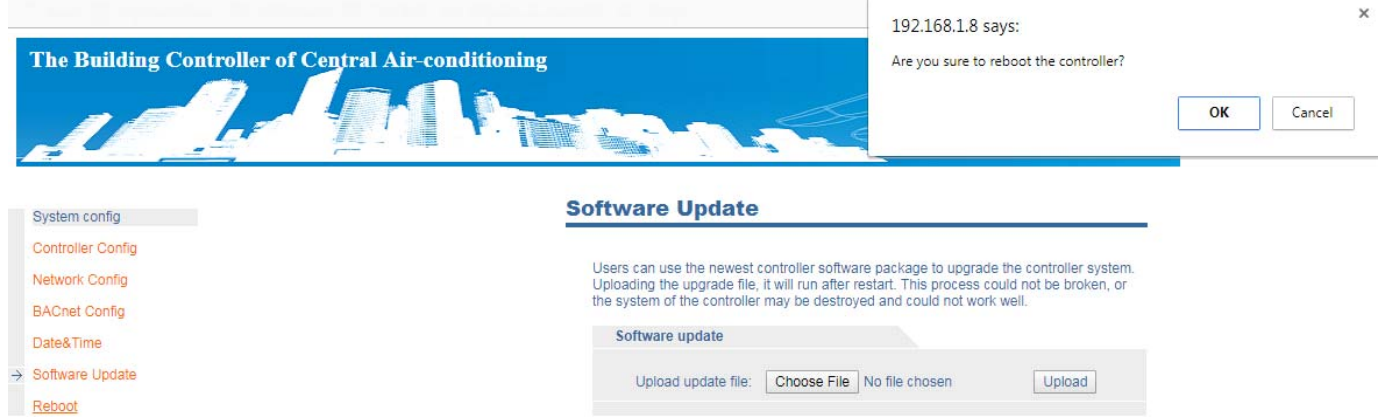 192.168.1.8 says:
Are you sure to reboot the controller?
OK Cancel
The Building Controller of Central Air-conditioning
System config
Controller Config
Network Config
BACnet Config
Date&Time
Software Update
Reboot
Software Update
Users can use the newest controller software package to upgrade the controller system.
Uploading the upgrade file, it will run after restart. This process could not be broken, or
the system of the controller may be destroyed and could not work well.
Software update
Upload update file: Choose File No file chosen Upload